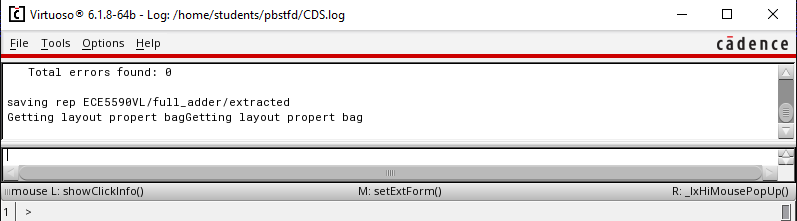 Virtuoso® 6.1.8-64b - Log: /home/students/pbstfd/CDS.log
File Tools Options Help
cādence
Total errors found: 0
saving rep ECE5590VL/full_adder/extracted
Getting layout propert bagGetting layout propert bag
mouse L: showClickInfo() M: setExtForm() R: _lxHiMousePopUp()
1 >